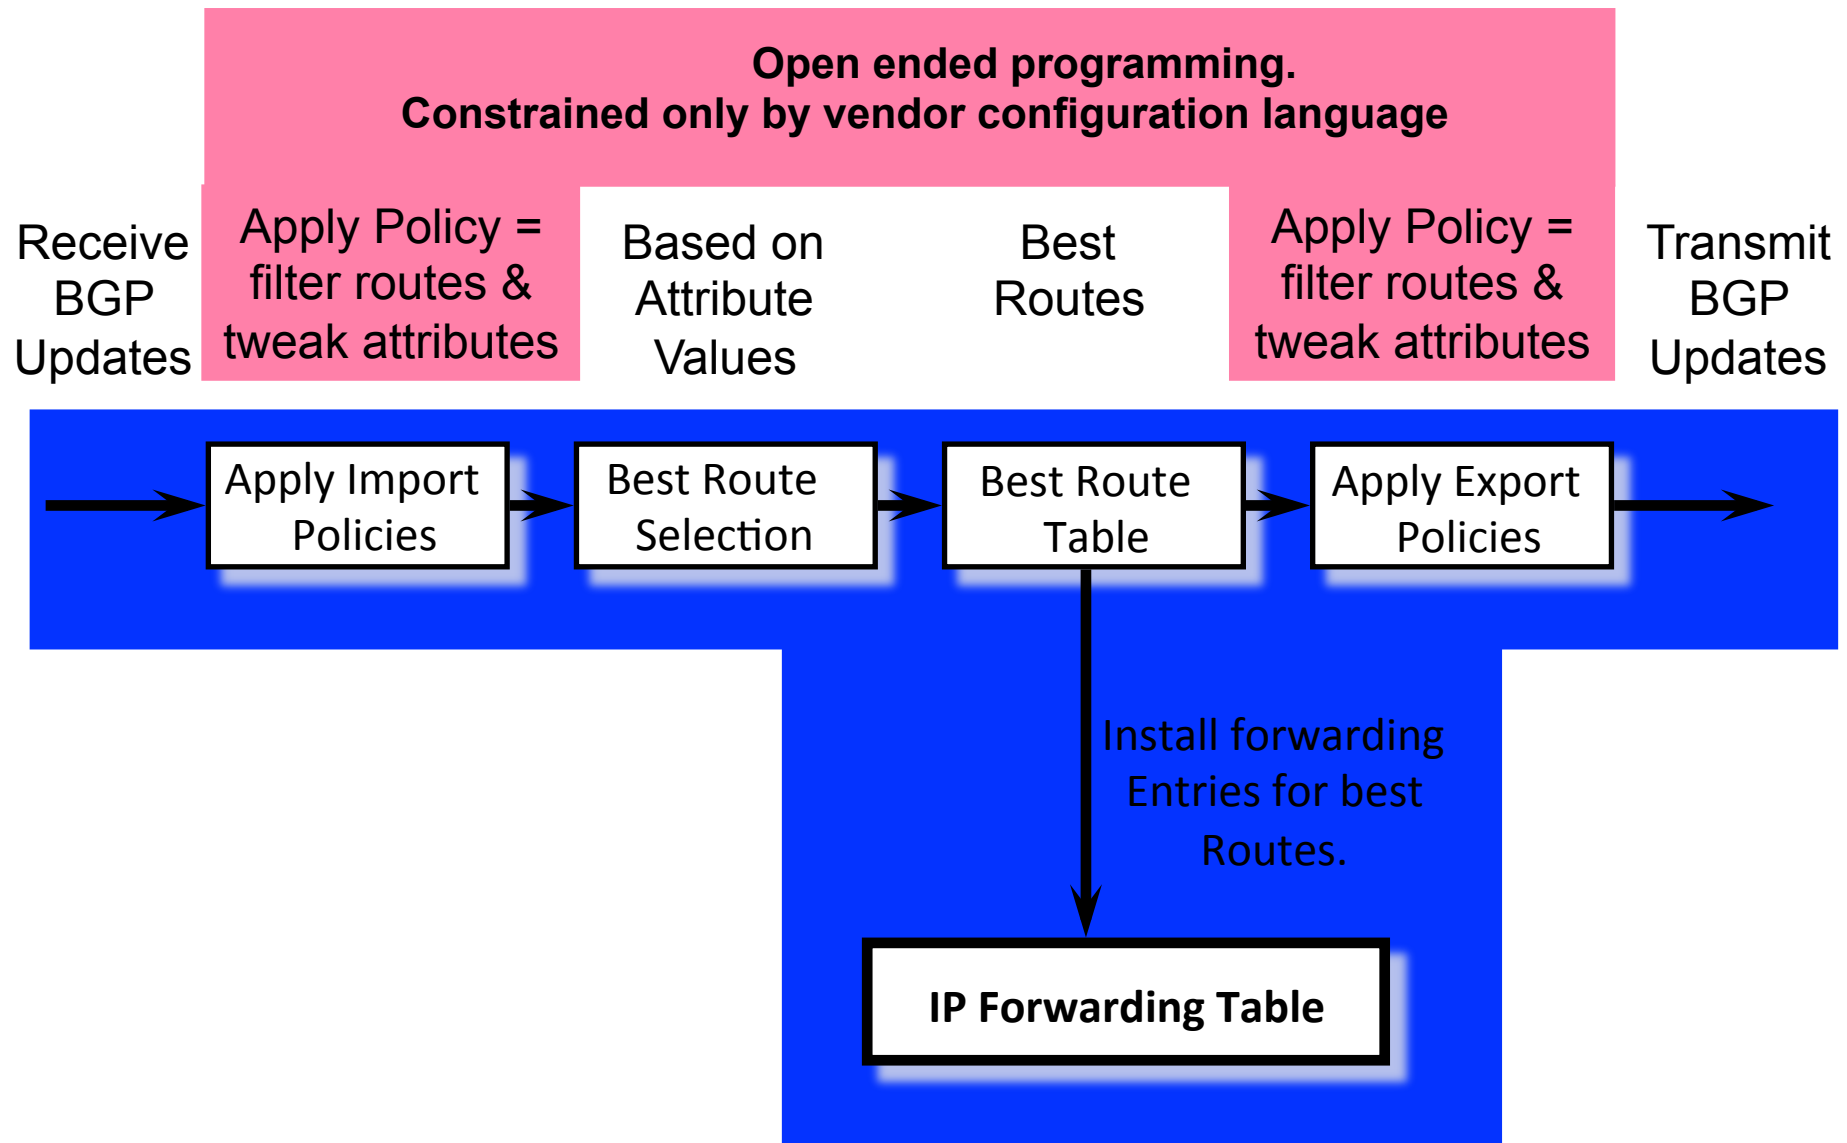 Open ended programming.
Constrained only by vendor configuration language
Receive
BGP
Updates
Apply Policy =
filter routes &
tweak attributes
Based on
Attribute
Values
Best
Routes
Apply Policy =
filter routes &
tweak attributes
Transmit
BGP
Updates
Apply Import
Policies
Best Route
Selection
Best Route
Table
Apply Export
Policies
Install forwarding
Entries for best
Routes.
IP Forwarding Table